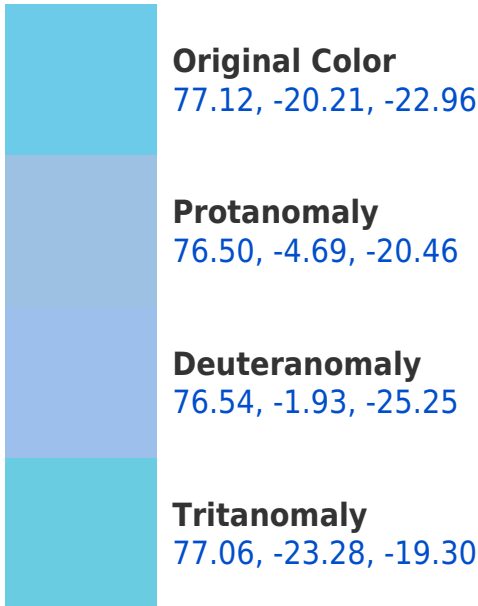 Original Color
77.12, -20.21, -22.96
Protanomaly
76.50, -4.69, -20.46
Deuteranomaly
76.54, -1.93, -25.25
Tritanomaly
77.06, -23.28, -19.30